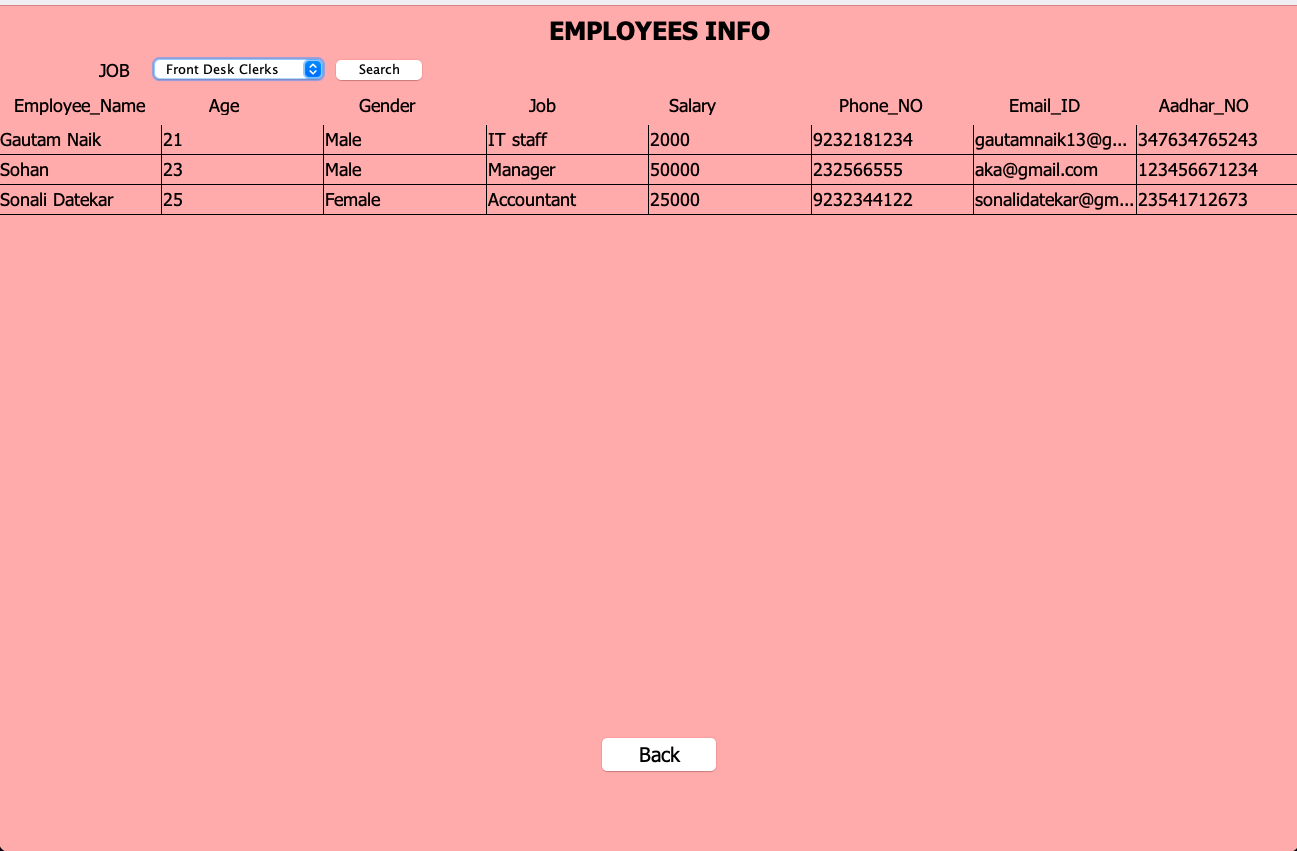 EMPLOYEES INFO
JOB Front Desk Clerks Search
Employee_Name Age Gender Job Salary Phone_NO Email_ID Aadhar_NO
Gautam Naik 21 Male IT staff 2000 9232181234 gautamnaik13@g... 347634765243
Sohan 23 Male Manager 50000 232566555 aka@gmail.com 123456671234
Sonali Datekar 25 Female Accountant 25000 9232344122 sonalidatekar@gm... 23541712673
Back